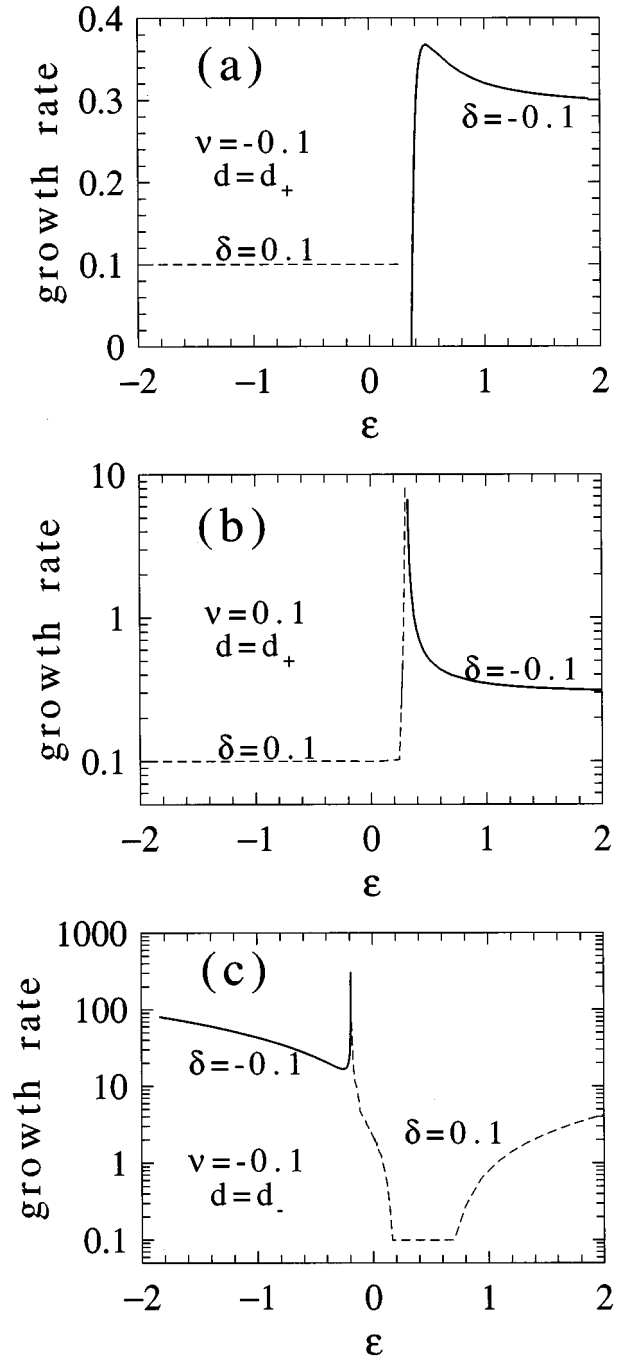 0.4
(a)
0.3
δ=-0.1
growth rate
ν=-0.1
0.2
d=d₊
δ=0.1
0.1
0
−2 −1 0 1 2
ε
10
(b)
growth rate
ν=0.1
1
d=d₊
δ=-0.1
δ=0.1
0.1
−2 −1 0 1 2
ε
1000
(c)
100
growth rate
δ=-0.1
10
δ=0.1
ν=-0.1
1
d=d₋
0.1
−2 −1 0 1 2
ε